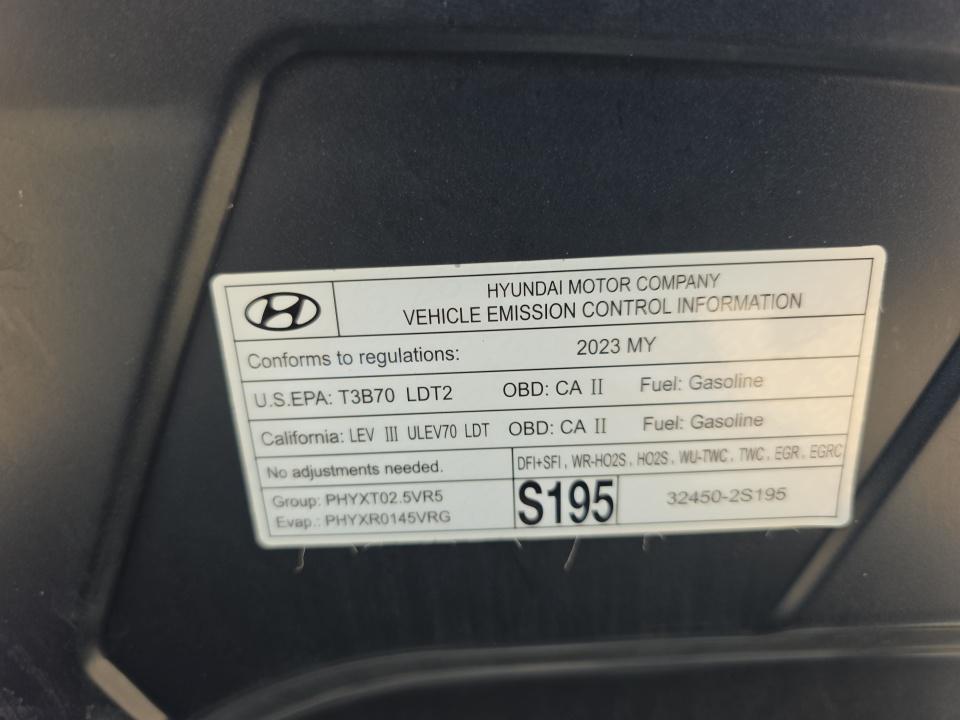 HYUNDAI MOTOR COMPANY
VEHICLE EMISSION CONTROL INFORMATION
Conforms to regulations: 2023 MY
U.S.EPA: T3B70 LDT2 OBD: CA II Fuel: Gasoline
California: LEV III ULEV70 LDT OBD: CA II Fuel: Gasoline
No adjustments needed.
DFI+SFI, WR-HO2S, HO2S, WU-TWC, TWC, EGR, EGRC
Group: PHYXT02.5VR5
Evap.: PHYXR0145VRG
S195
32450-2S195